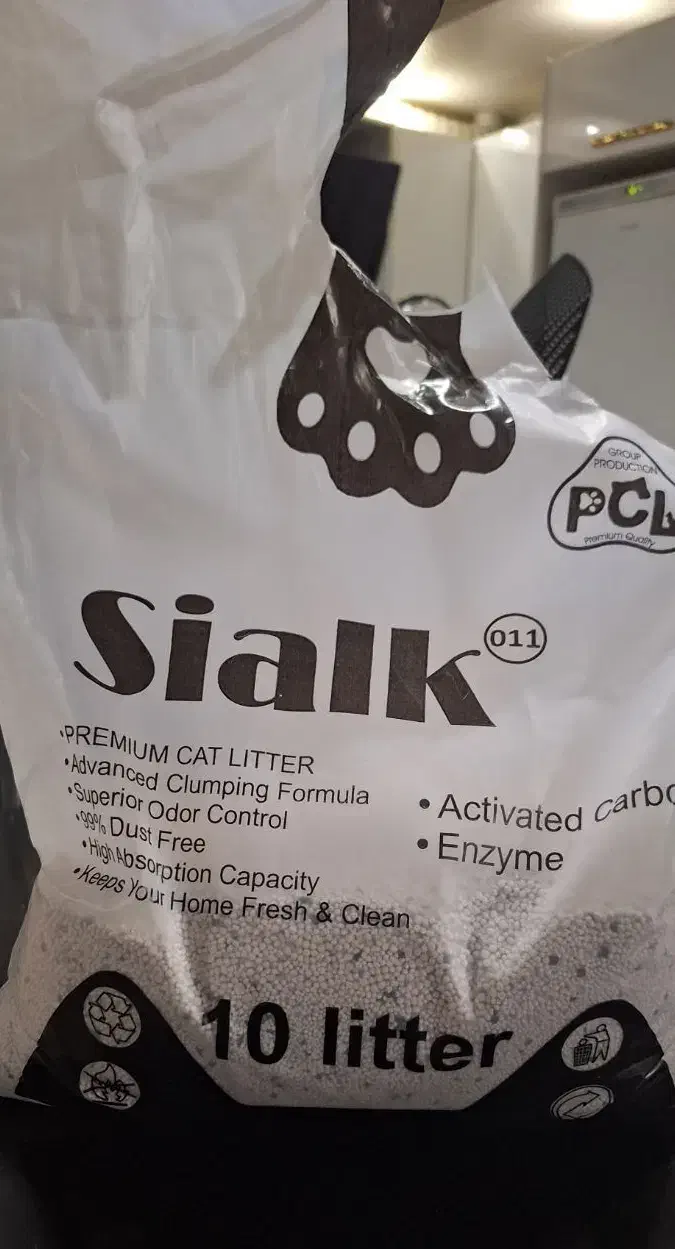 GROUP
PRODUCTION
PCL
Premium Quality
Sialk 011
•PREMIUM CAT LITTER
•Advanced Clumping Formula
•Superior Odor Control
•99% Dust Free
•High Absorption Capacity
•Keeps Your Home Fresh & Clean
• Activated
• Enzyme
10 litter